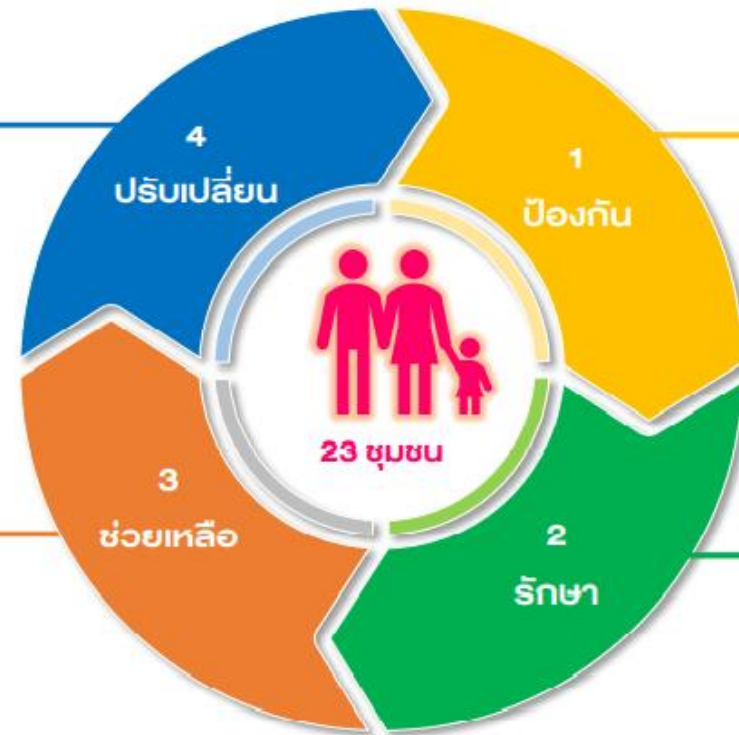 1
ป้องกัน
2
รักษา
3
ช่วยเหลือ
4
ปรับเปลี่ยน
23 ชุมชน